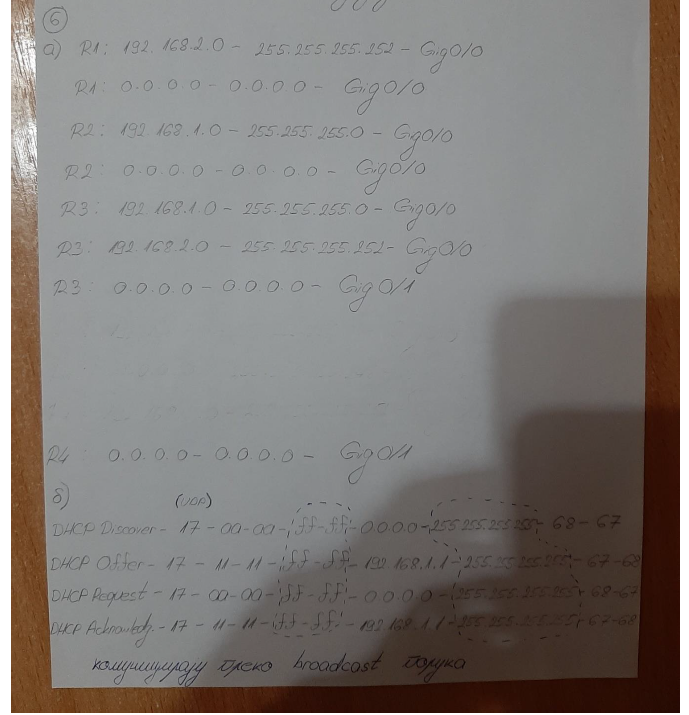 6
а) R1: 192.168.2.0 - 255.255.255.252 - Gig0/0
R1: 0.0.0.0 - 0.0.0.0 - Gig0/0
R2: 192.168.1.0 - 255.255.255.0 - Gig0/0
R2: 0.0.0.0 - 0.0.0.0 - Gig0/0
R3: 192.168.1.0 - 255.255.255.0 - Gig0/0
R3: 192.168.2.0 - 255.255.255.252 - Gig0/0
R3: 0.0.0.0 - 0.0.0.0 - Gig0/1
R4: 0.0.0.0 - 0.0.0.0 - Gig0/1
б) (UDP)
DHCP Discover - 17 - aa-aa - ff-ff - 0.0.0.0 - 255.255.255.255 - 68 - 67
DHCP Offer - 17 - 11-11 - ff-ff - 192.168.1.1 - 255.255.255.255 - 67-68
DHCP Request - 17 - aa-aa - ff-ff - 0.0.0.0 - 255.255.255.255 - 68-67
DHCP Acknowledg. - 17 - 11-11 - ff-ff - 192.168.1.1 - 255.255.255.255 - 67-68
комуницирају преко broadcast порука